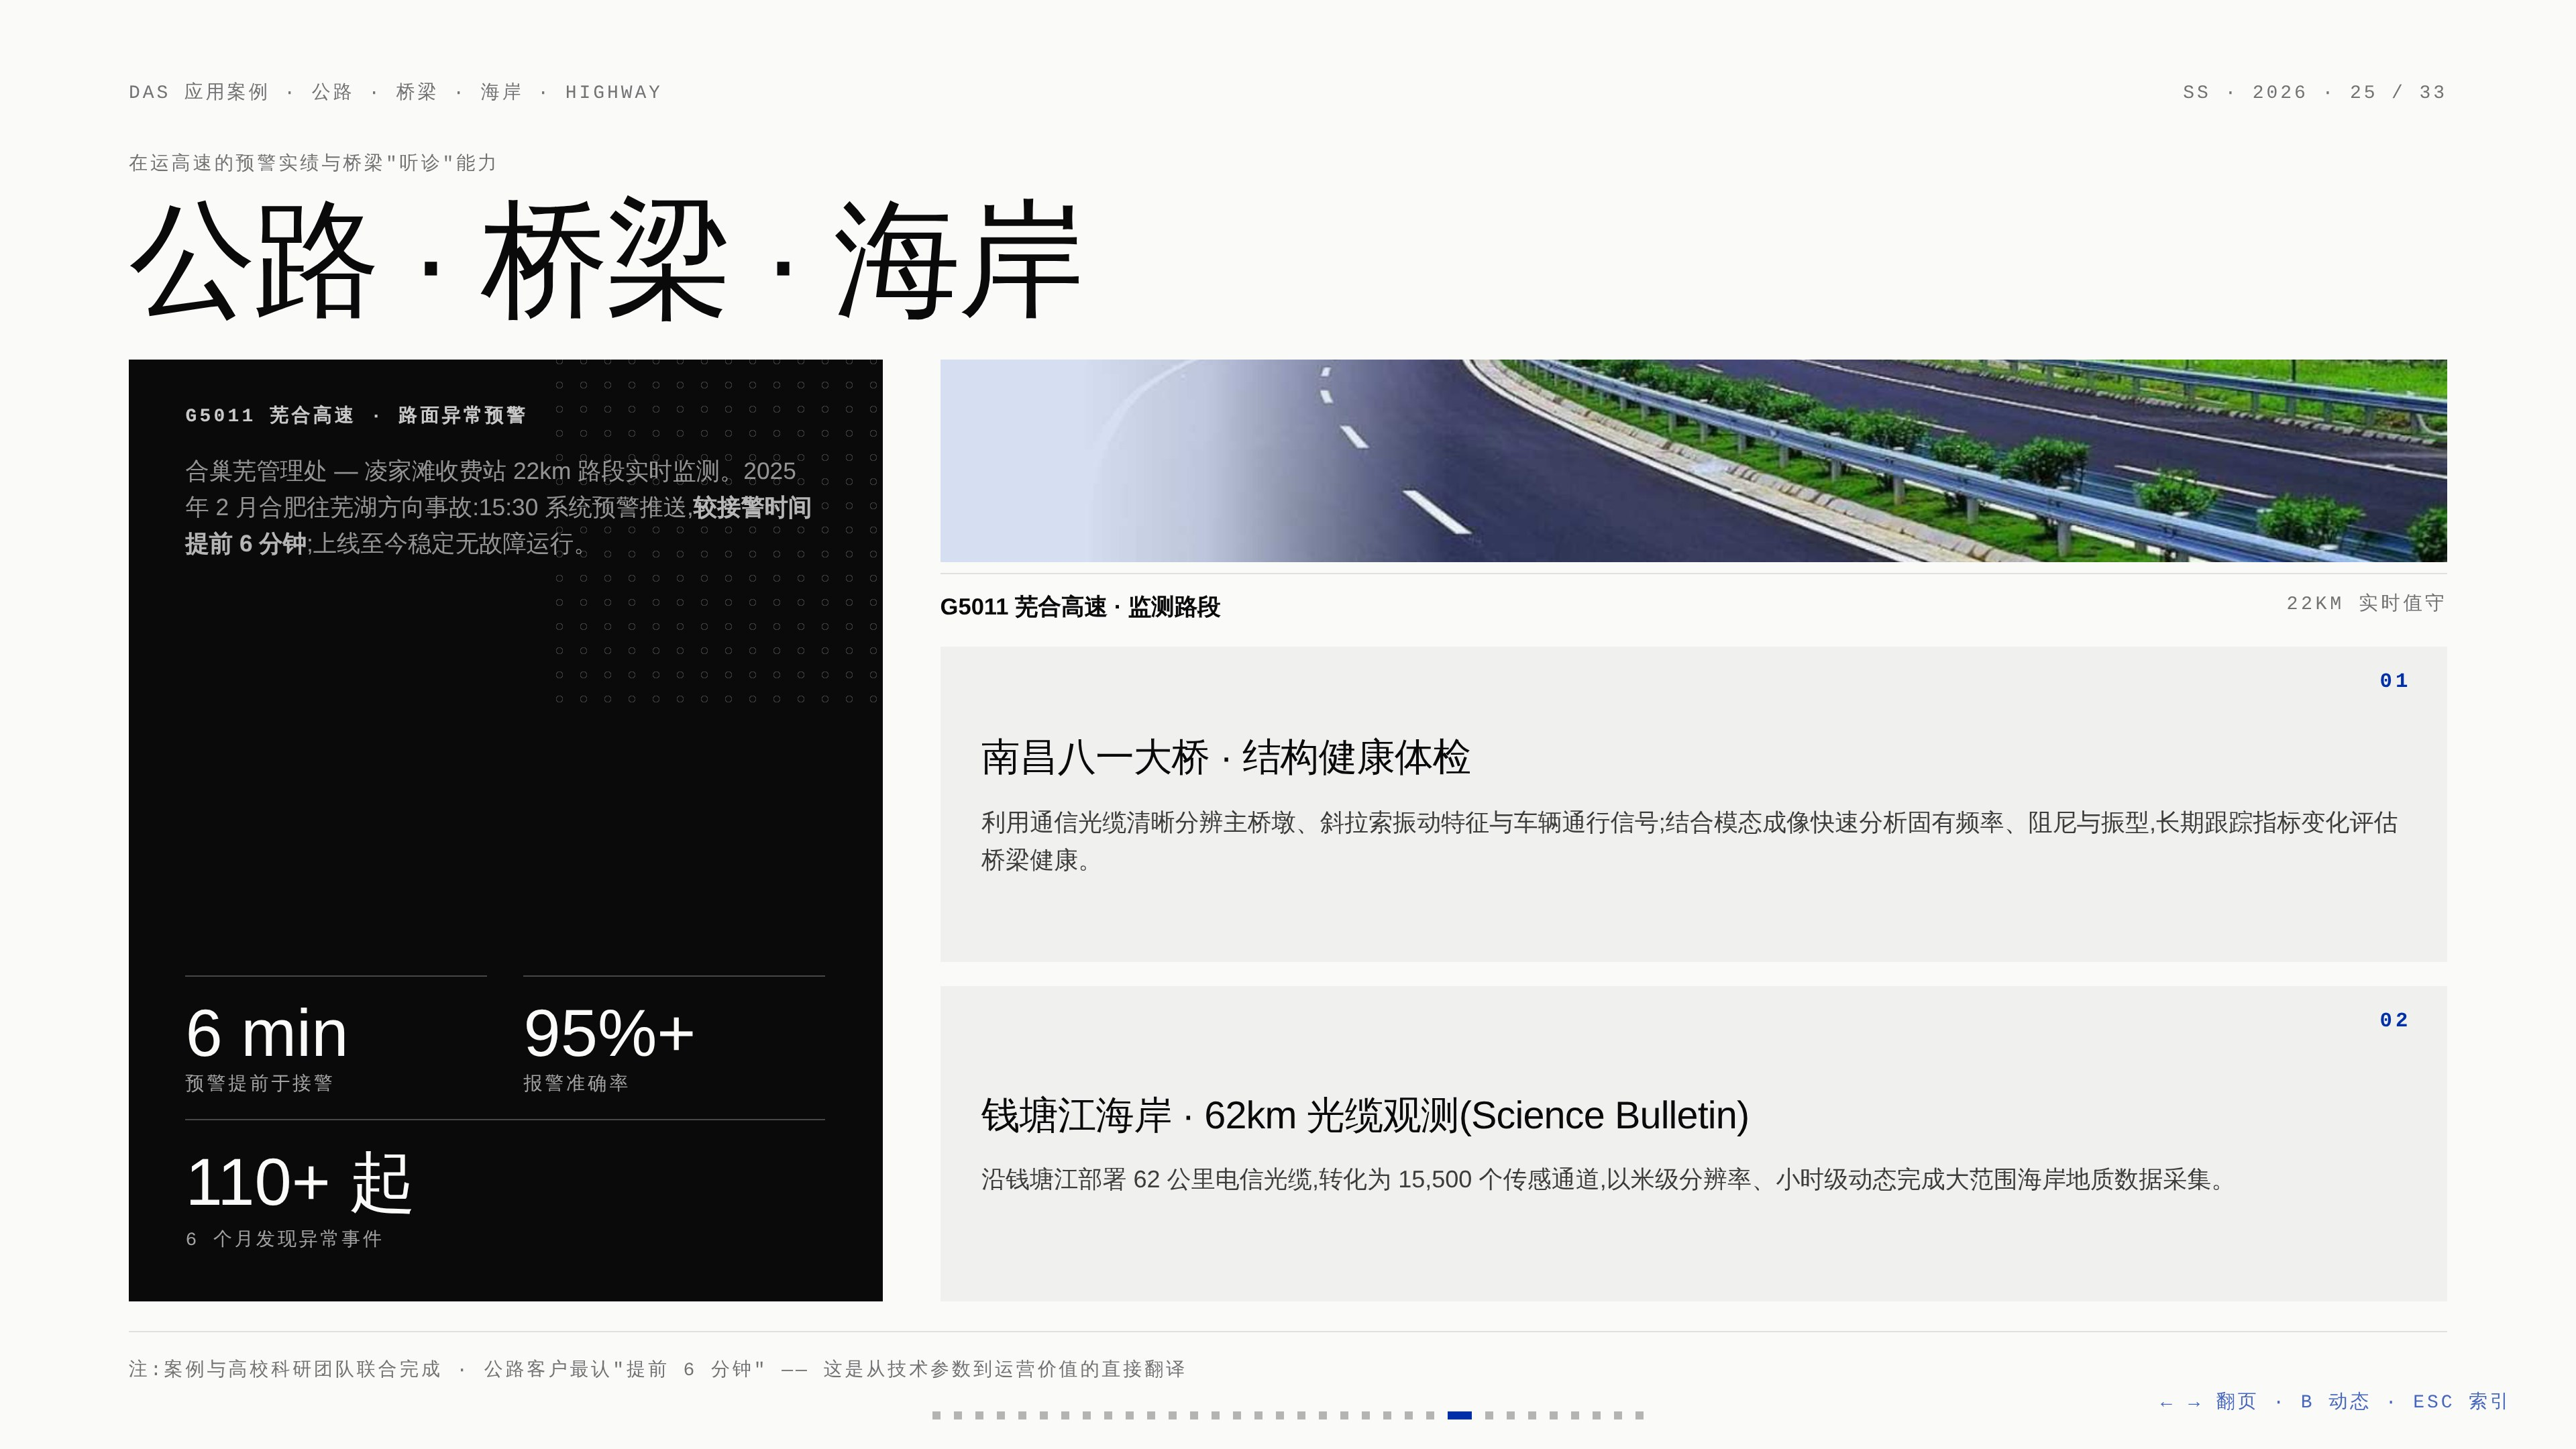 DAS 应用案例 · 公路 · 桥梁 · 海岸 · HIGHWAY
SS · 2026 · 25 / 33
在运高速的预警实绩与桥梁"听诊"能力
公路 · 桥梁 · 海岸
G5011 芜合高速 · 路面异常预警
合巢芜管理处 — 凌家滩收费站 22km 路段实时监测。2025
年 2 月合肥往芜湖方向事故:15:30 系统预警推送,较接警时间
提前 6 分钟;上线至今稳定无故障运行。
6 min
预警提前于接警
95%+
报警准确率
110+ 起
6 个月发现异常事件
G5011 芜合高速 · 监测路段
22KM 实时值守
01
南昌八一大桥 · 结构健康体检
利用通信光缆清晰分辨主桥墩、斜拉索振动特征与车辆通行信号;结合模态成像快速分析固有频率、阻尼与振型,长期跟踪指标变化评估
桥梁健康。
02
钱塘江海岸 · 62km 光缆观测(Science Bulletin)
沿钱塘江部署 62 公里电信光缆,转化为 15,500 个传感通道,以米级分辨率、小时级动态完成大范围海岸地质数据采集。
注:案例与高校科研团队联合完成 · 公路客户最认"提前 6 分钟" —— 这是从技术参数到运营价值的直接翻译
← → 翻页 · B 动态 · ESC 索引